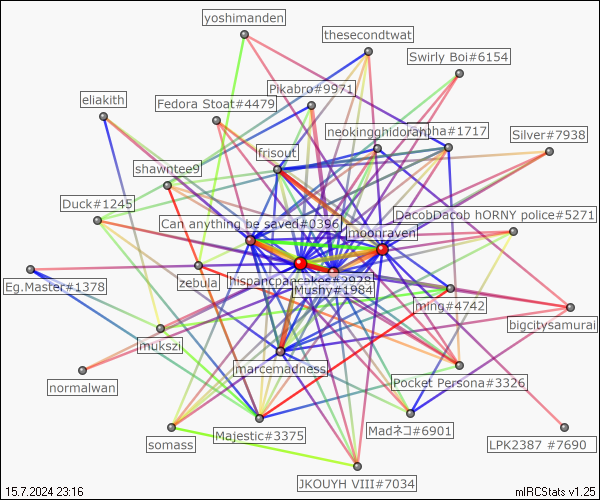 yoshimanden
thesecondtwat
Swirly Boi#6154
Pikabro#9971
eliakith
Fedora Stoat#4479
neokingghidorah
#1717
Silver#7938
frisout
shawntee9
Duck#1245
DacobDacob hORNY police#5271
Can anything be saved#0396
moonraven
hispancpancakes#3928
zebula
Eg.Master#1378
Mushy#1984
ming#4742
bigcitysamurai
mukszi
marcemadness
normalwan
Pocket Persona#3326
Majestic#3375
Madネコ#6901
somass
LPK2387 #7690
JKOUYH VIII#7034
15.7.2024 23:16
mIRCStats v1.25